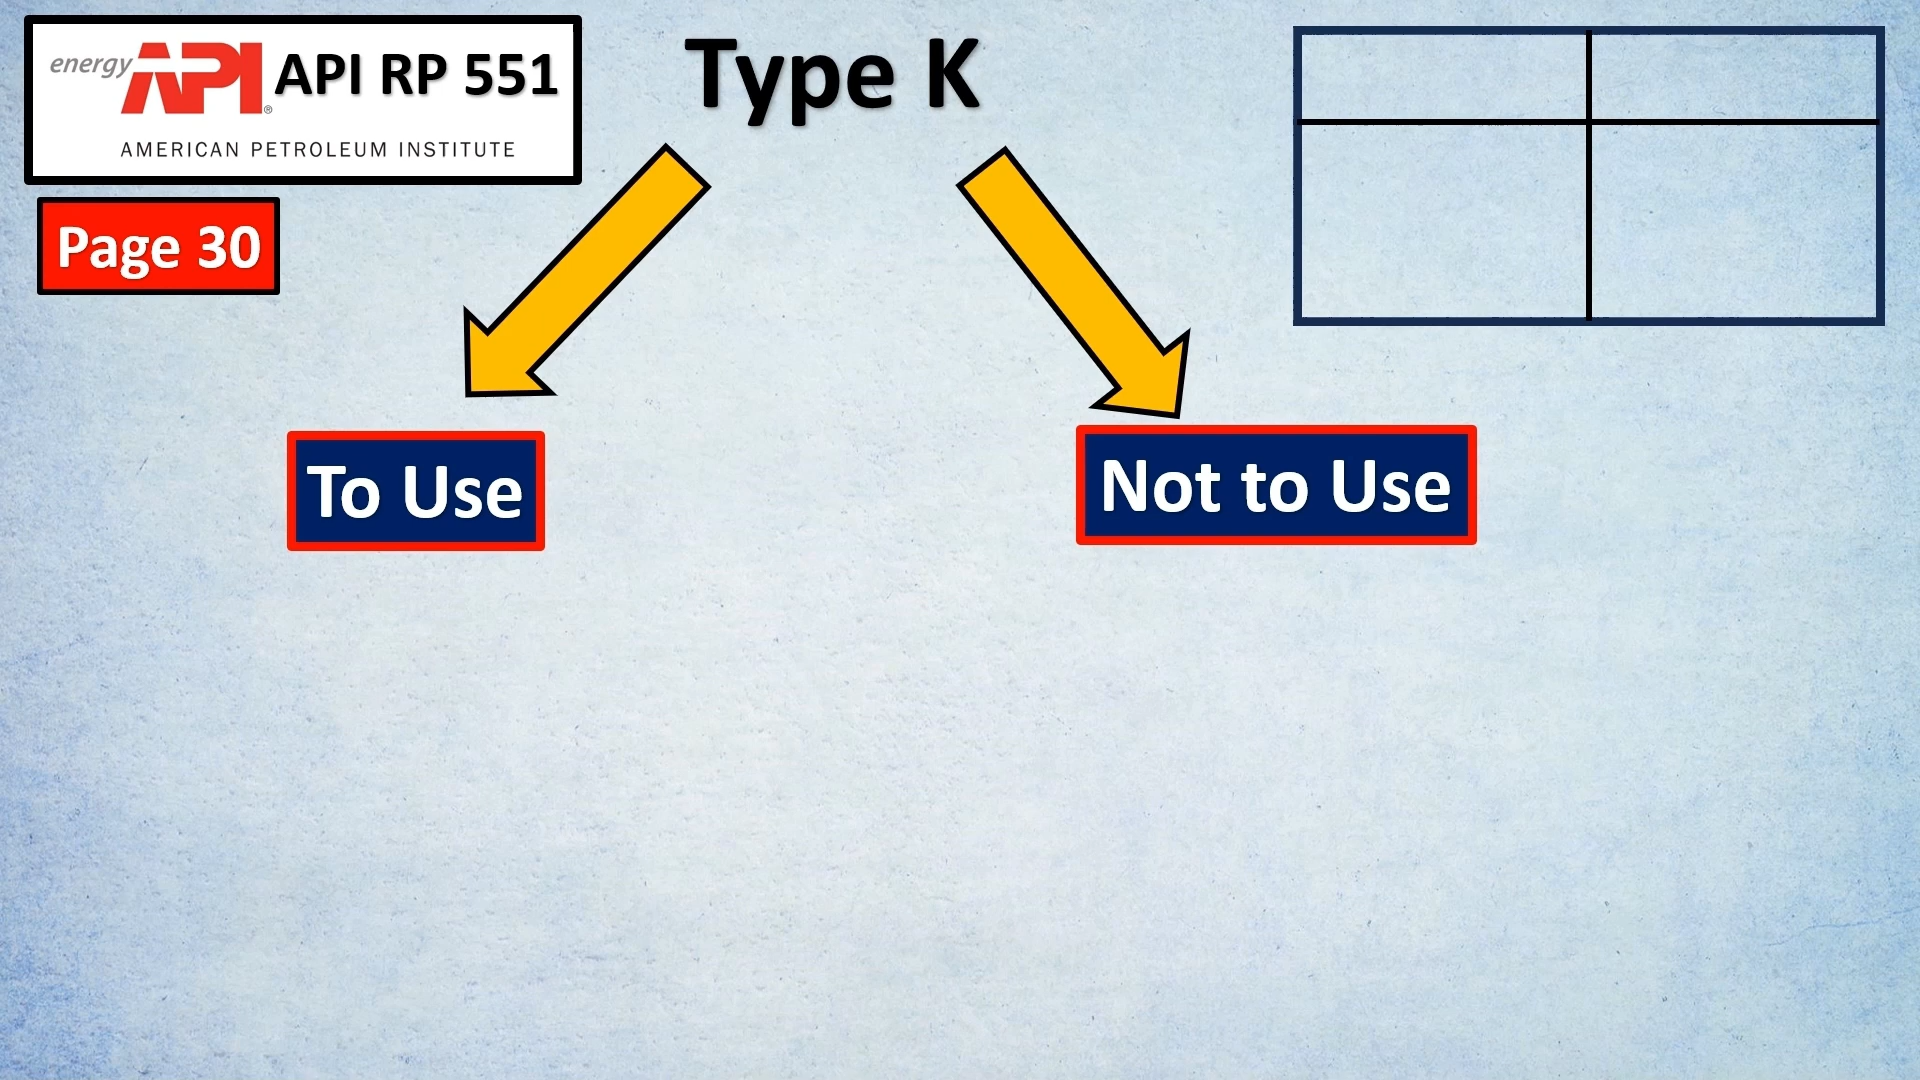 energy API API RP 551
AMERICAN PETROLEUM INSTITUTE
Page 30
Type K
To Use
Not to Use